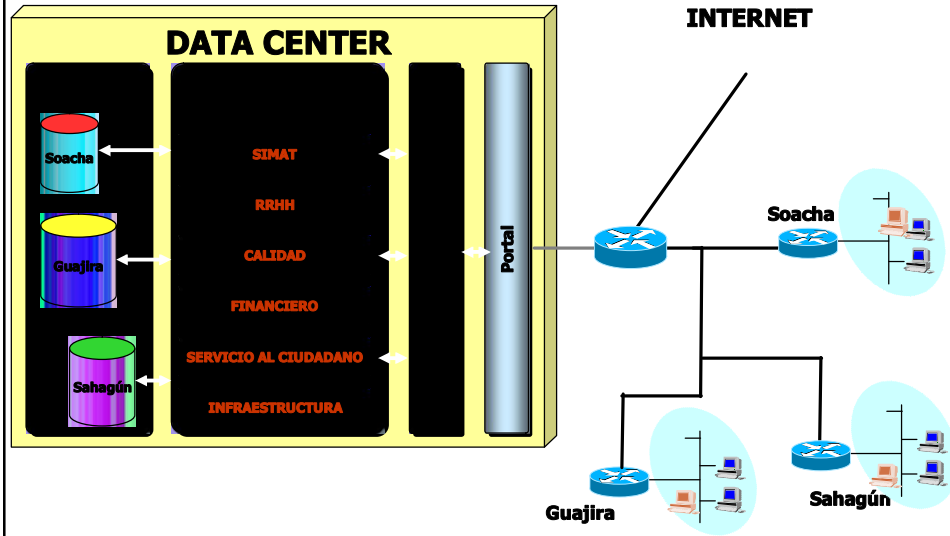 INTERNET
DATA CENTER
Soacha
Guajira
Sahagún
SIMAT
RRHH
CALIDAD
FINANCIERO
SERVICIO AL CIUDADANO
INFRAESTRUCTURA
Portal
Soacha
Guajira
Sahagún